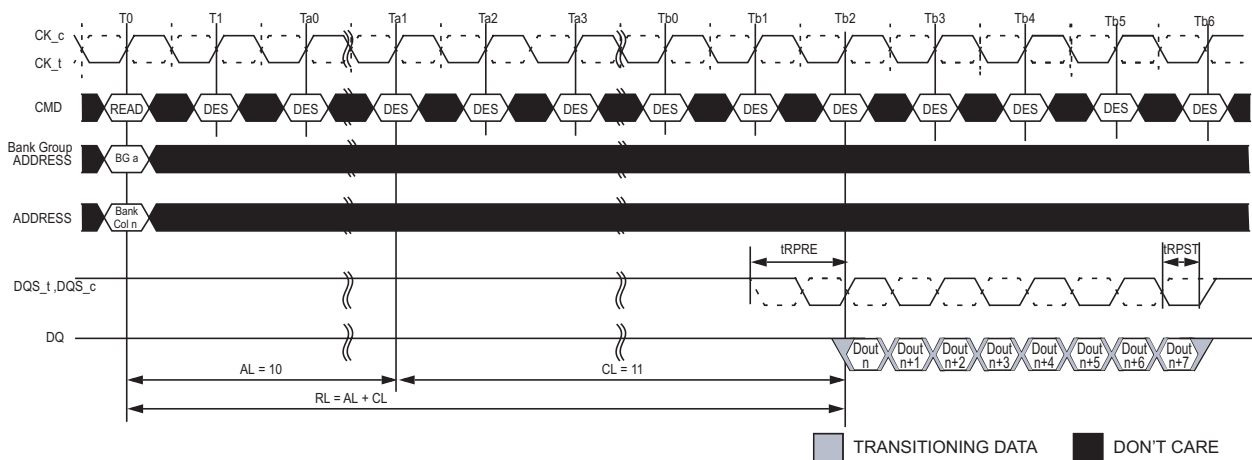 T0 T1 Ta0 Ta1 Ta2 Ta3 Tb0 Tb1 Tb2 Tb3 Tb4 Tb5 Tb6
CK_c
CK_t
CMD READ DES DES DES DES DES DES DES DES DES DES DES DES
Bank Group
ADDRESS BG a
ADDRESS Bank
Col n
tRPRE tRPST
DQS_t ,DQS_c
DQ Dout Dout Dout Dout Dout Dout Dout Dout
n n+1 n+2 n+3 n+4 n+5 n+6 n+7
AL = 10 CL = 11
RL = AL + CL
TRANSITIONING DATA DON'T CARE